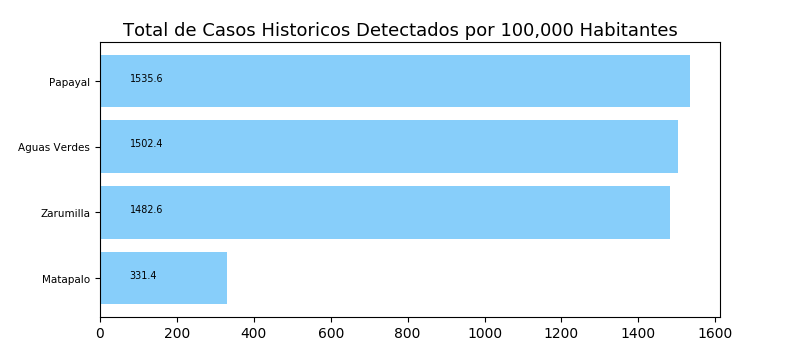 Total de Casos Historicos Detectados por 100,000 Habitantes
Papayal 1535.6
Aguas Verdes 1502.4
Zarumilla 1482.6
Matapalo 331.4
0 200 400 600 800 1000 1200 1400 1600